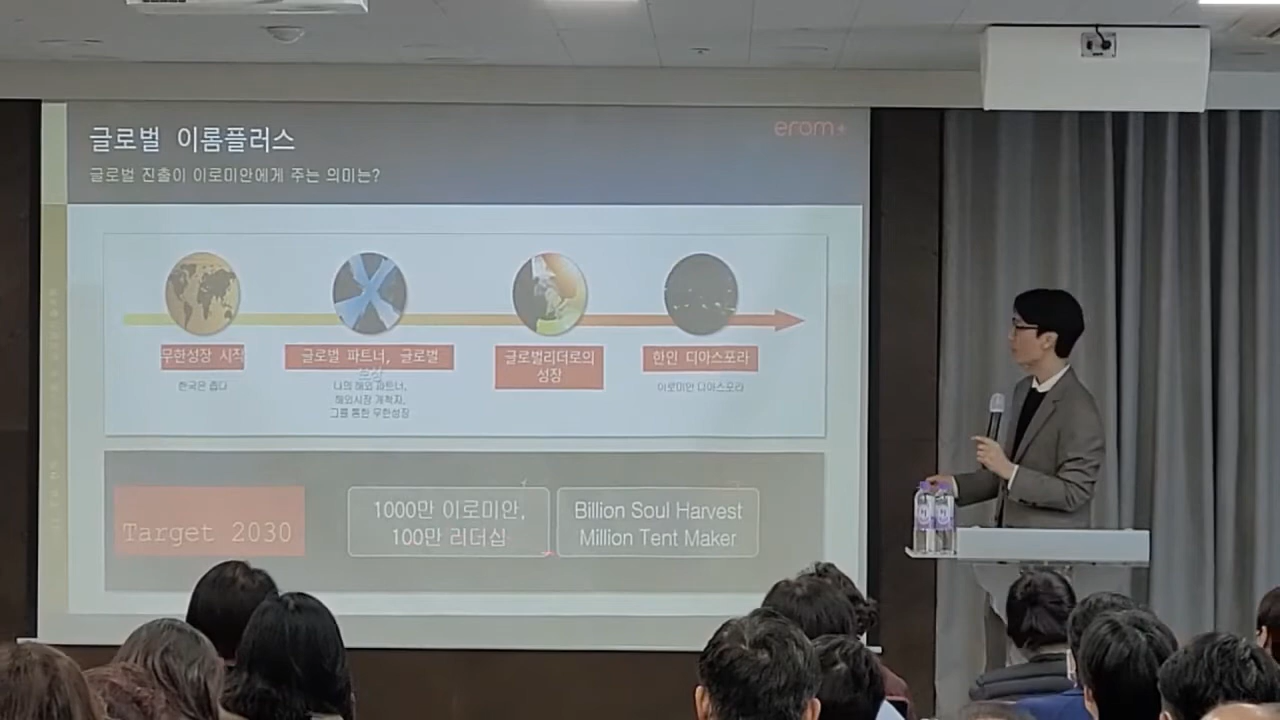 글로벌 이롬플러스
erom+
글로벌 진출이 이로미안에게 주는 의미는?
무한성장 시작
한국은 좁다
글로벌 파트너, 글로벌
나의 해외 파트너,
해외시장 개척자,
그를 통한 무한성장
글로벌리더로의
성장
한인 디아스포라
이로미안 디아스포라
Target 2030
1000만 이로미안,
100만 리더십
Billion Soul Harvest
Million Tent Maker